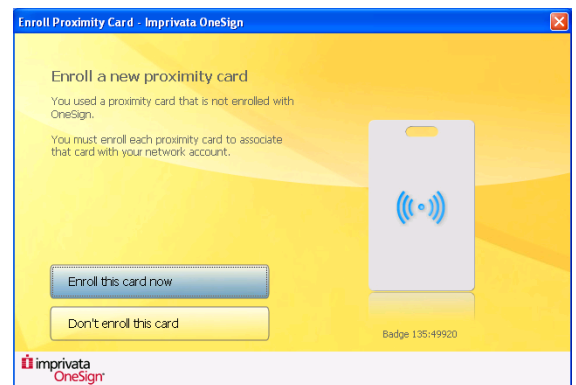 Enroll Proximity Card - Imprivata OneSign
Enroll a new proximity card
You used a proximity card that is not enrolled with
OneSign.
You must enroll each proximity card to associate
that card with your network account.
Enroll this card now
Don't enroll this card
Badge 135:49920
imprivata
OneSign